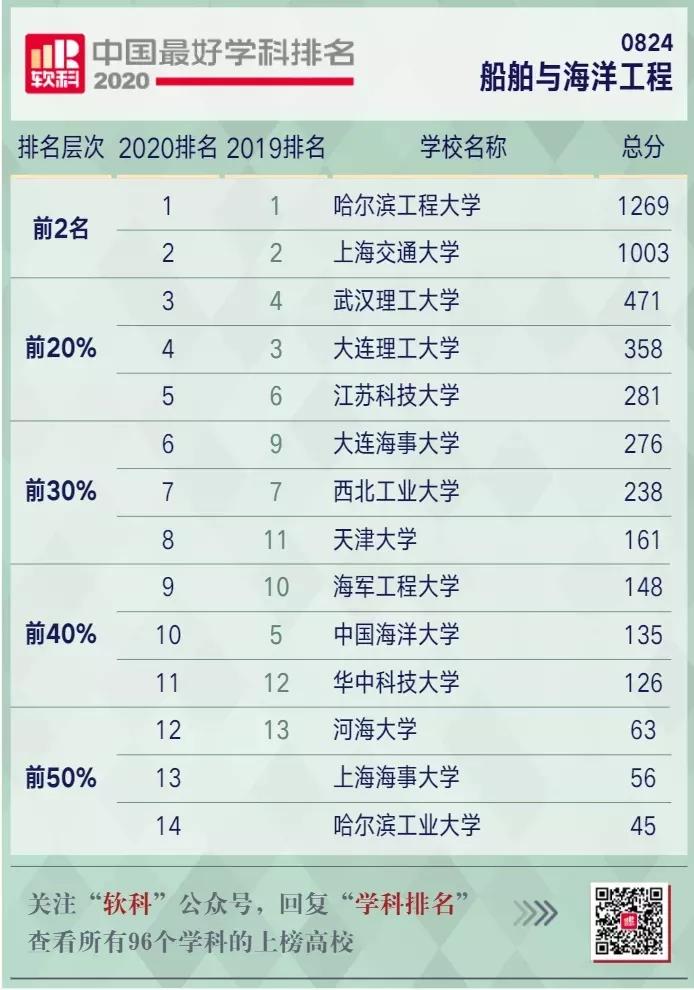 软科
中国最好学科排名
2020
0824
船舶与海洋工程
排名层次 2020排名 2019排名 学校名称 总分
前2名
1 1 哈尔滨工程大学 1269
2 2 上海交通大学 1003
前20%
3 4 武汉理工大学 471
4 3 大连理工大学 358
5 6 江苏科技大学 281
前30%
6 9 大连海事大学 276
7 7 西北工业大学 238
8 11 天津大学 161
前40%
9 10 海军工程大学 148
10 5 中国海洋大学 135
11 12 华中科技大学 126
前50%
12 13 河海大学 63
13 上海海事大学 56
14 哈尔滨工业大学 45
关注“软科”公众号，回复“学科排名”
查看所有96个学科的上榜高校